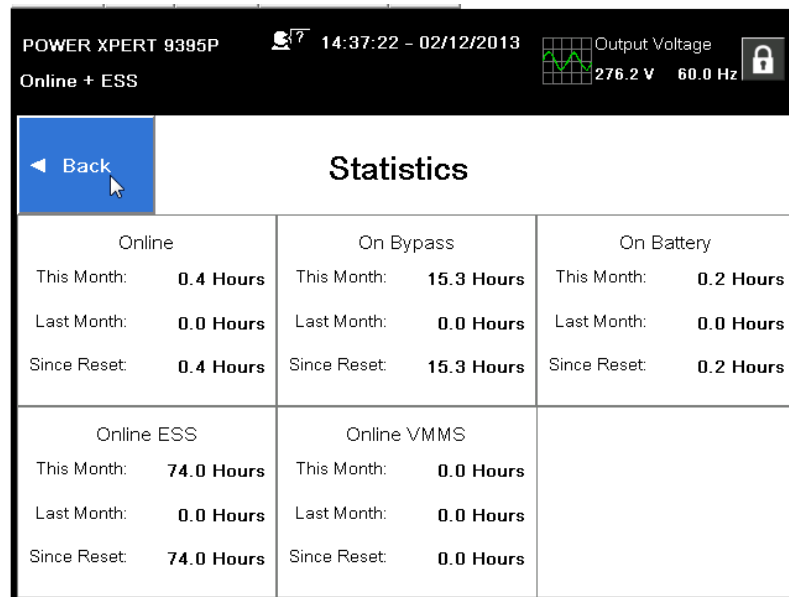 POWER XPERT 9395P
? 14:37:22 - 02/12/2013
Output Voltage
Online + ESS
276.2 V 60.0 Hz
◄ Back
Statistics
Online
This Month: 0.4 Hours
Last Month: 0.0 Hours
Since Reset: 0.4 Hours
On Bypass
This Month: 15.3 Hours
Last Month: 0.0 Hours
Since Reset: 15.3 Hours
On Battery
This Month: 0.2 Hours
Last Month: 0.0 Hours
Since Reset: 0.2 Hours
Online ESS
This Month: 74.0 Hours
Last Month: 0.0 Hours
Since Reset: 74.0 Hours
Online VMMS
This Month: 0.0 Hours
Last Month: 0.0 Hours
Since Reset: 0.0 Hours